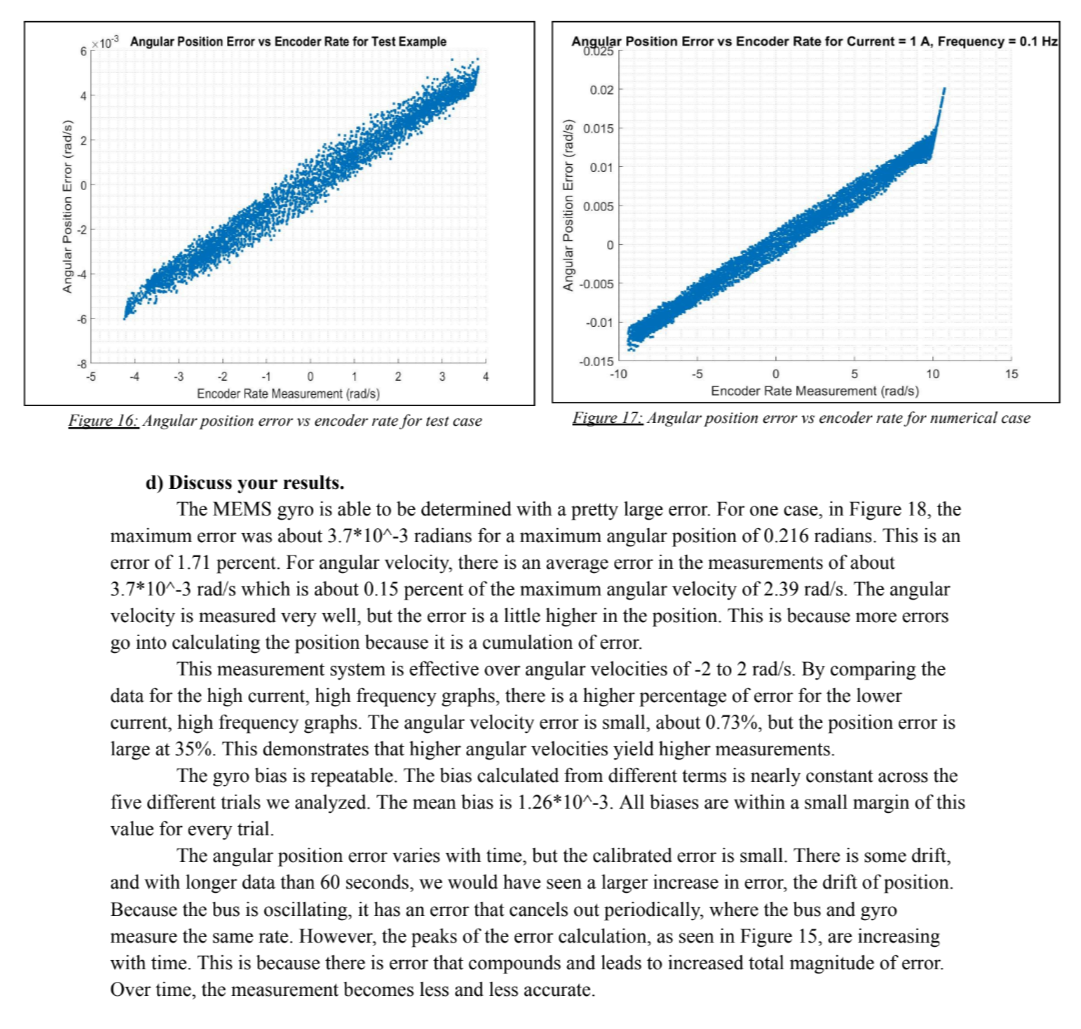 Angular Position Error vs Encoder Rate for Test Example
×10-3
6
4
2
0
-2
-4
-6
-8
Angular Position Error (rad/s)
-5 -4 -3 -2 -1 0 1 2 3 4
Encoder Rate Measurement (rad/s)
Figure 16: Angular position error vs encoder rate for test case
Angular Position Error vs Encoder Rate for Current = 1 A, Frequency = 0.1 Hz
0.025
0.02
0.015
0.01
0.005
0
-0.005
-0.01
-0.015
Angular Position Error (rad/s)
-10 -5 0 5 10 15
Encoder Rate Measurement (rad/s)
Figure 17: Angular position error vs encoder rate for numerical case
d) Discuss your results.
The MEMS gyro is able to be determined with a pretty large error. For one case, in Figure 18, the
maximum error was about 3.7*10^-3 radians for a maximum angular position of 0.216 radians. This is an
error of 1.71 percent. For angular velocity, there is an average error in the measurements of about
3.7*10^-3 rad/s which is about 0.15 percent of the maximum angular velocity of 2.39 rad/s. The angular
velocity is measured very well, but the error is a little higher in the position. This is because more errors
go into calculating the position because it is a cumulation of error.
This measurement system is effective over angular velocities of -2 to 2 rad/s. By comparing the
data for the high current, high frequency graphs, there is a higher percentage of error for the lower
current, high frequency graphs. The angular velocity error is small, about 0.73%, but the position error is
large at 35%. This demonstrates that higher angular velocities yield higher measurements.
The gyro bias is repeatable. The bias calculated from different terms is nearly constant across the
five different trials we analyzed. The mean bias is 1.26*10^-3. All biases are within a small margin of this
value for every trial.
The angular position error varies with time, but the calibrated error is small. There is some drift,
and with longer data than 60 seconds, we would have seen a larger increase in error, the drift of position.
Because the bus is oscillating, it has an error that cancels out periodically, where the bus and gyro
measure the same rate. However, the peaks of the error calculation, as seen in Figure 15, are increasing
with time. This is because there is error that compounds and leads to increased total magnitude of error.
Over time, the measurement becomes less and less accurate.